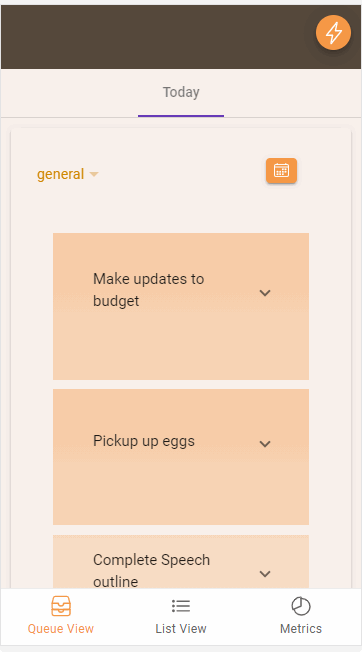 Today
general
Make updates to
budget
Pickup up eggs
Complete Speech
outline
Queue View
List View
Metrics